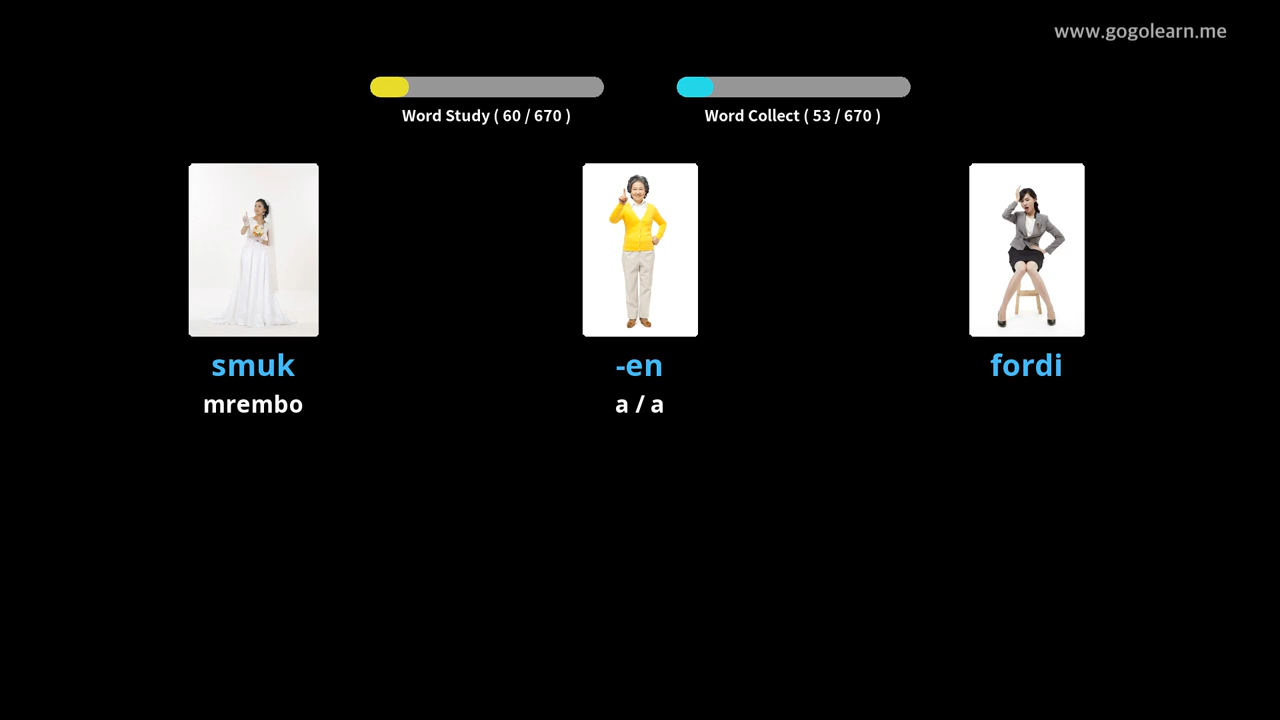 www.gogolearn.me
Word Study ( 60 / 670 )
Word Collect ( 53 / 670 )
smuk
-en
fordi
mrembo
a / a